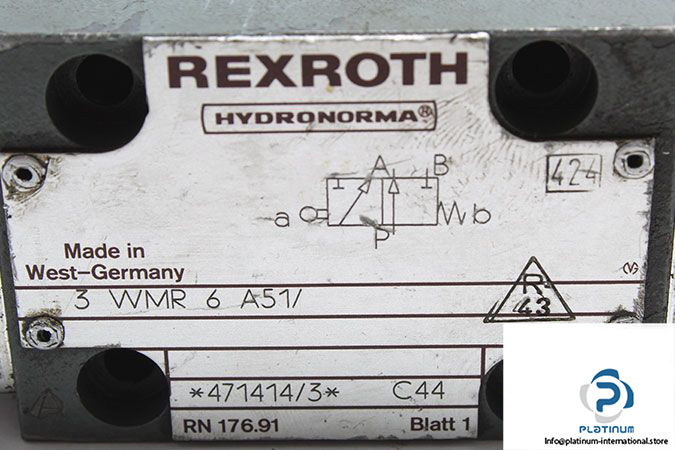 REXROTH
HYDRONORMA®
A B
424
a b
P
Made in
West-Germany
3 WMR 6 A51/
R
43
*471414/3* C44
RN 176.91 Blatt 1
PLATINUM
Info@platinum-international.store